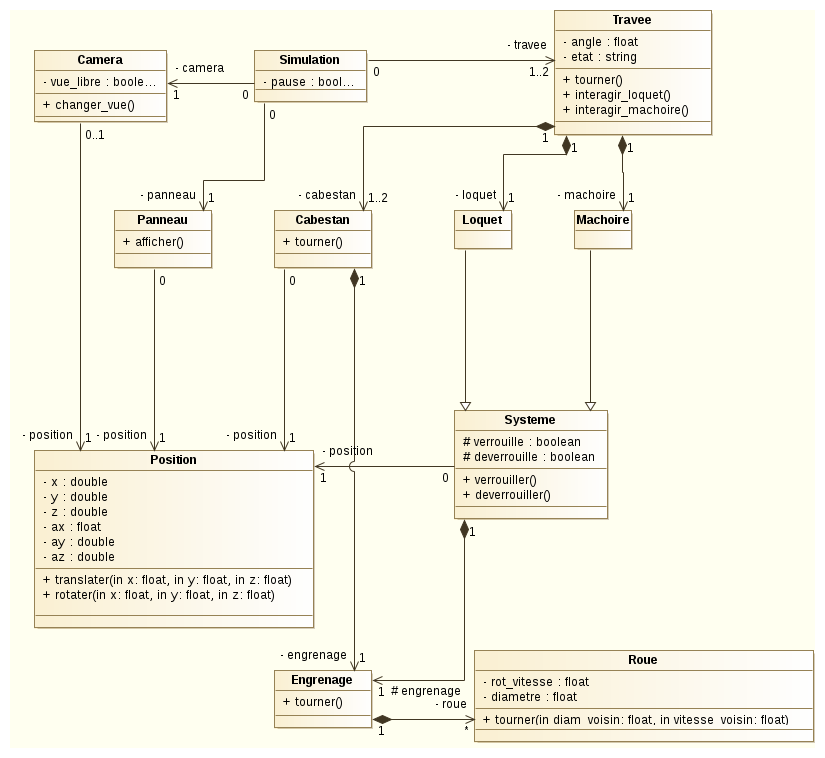 Travee
- angle : float
- etat : string
+ tourner()
+ interagir_loquet()
+ interagir_machoire()
Camera
- vue_libre : boole...
+ changer_vue()
Simulation
- pause : bool...
- camera
1
0
0
- travee
1..2
0
0..1
1
1
1
- panneau
1
- cabestan
1..2
- loquet
1
- machoire
1
Panneau
+ afficher()
Cabestan
+ tourner()
Loquet
Machoire
0
0
1
Systeme
# verrouille : boolean
# deverrouille : boolean
+ verrouiller()
+ deverrouiller()
- position
1
- position
1
- position
1
- position
1
0
1
Position
- x : double
- y : double
- z : double
- ax : float
- ay : double
- az : double
+ translater(in x: float, in y: float, in z: float)
+ rotater(in x: float, in y: float, in z: float)
- engrenage
1
Engrenage
+ tourner()
1
# engrenage
- roue
1
*
Roue
- rot_vitesse : float
- diametre : float
+ tourner(in diam_voisin: float, in vitesse_voisin: float)